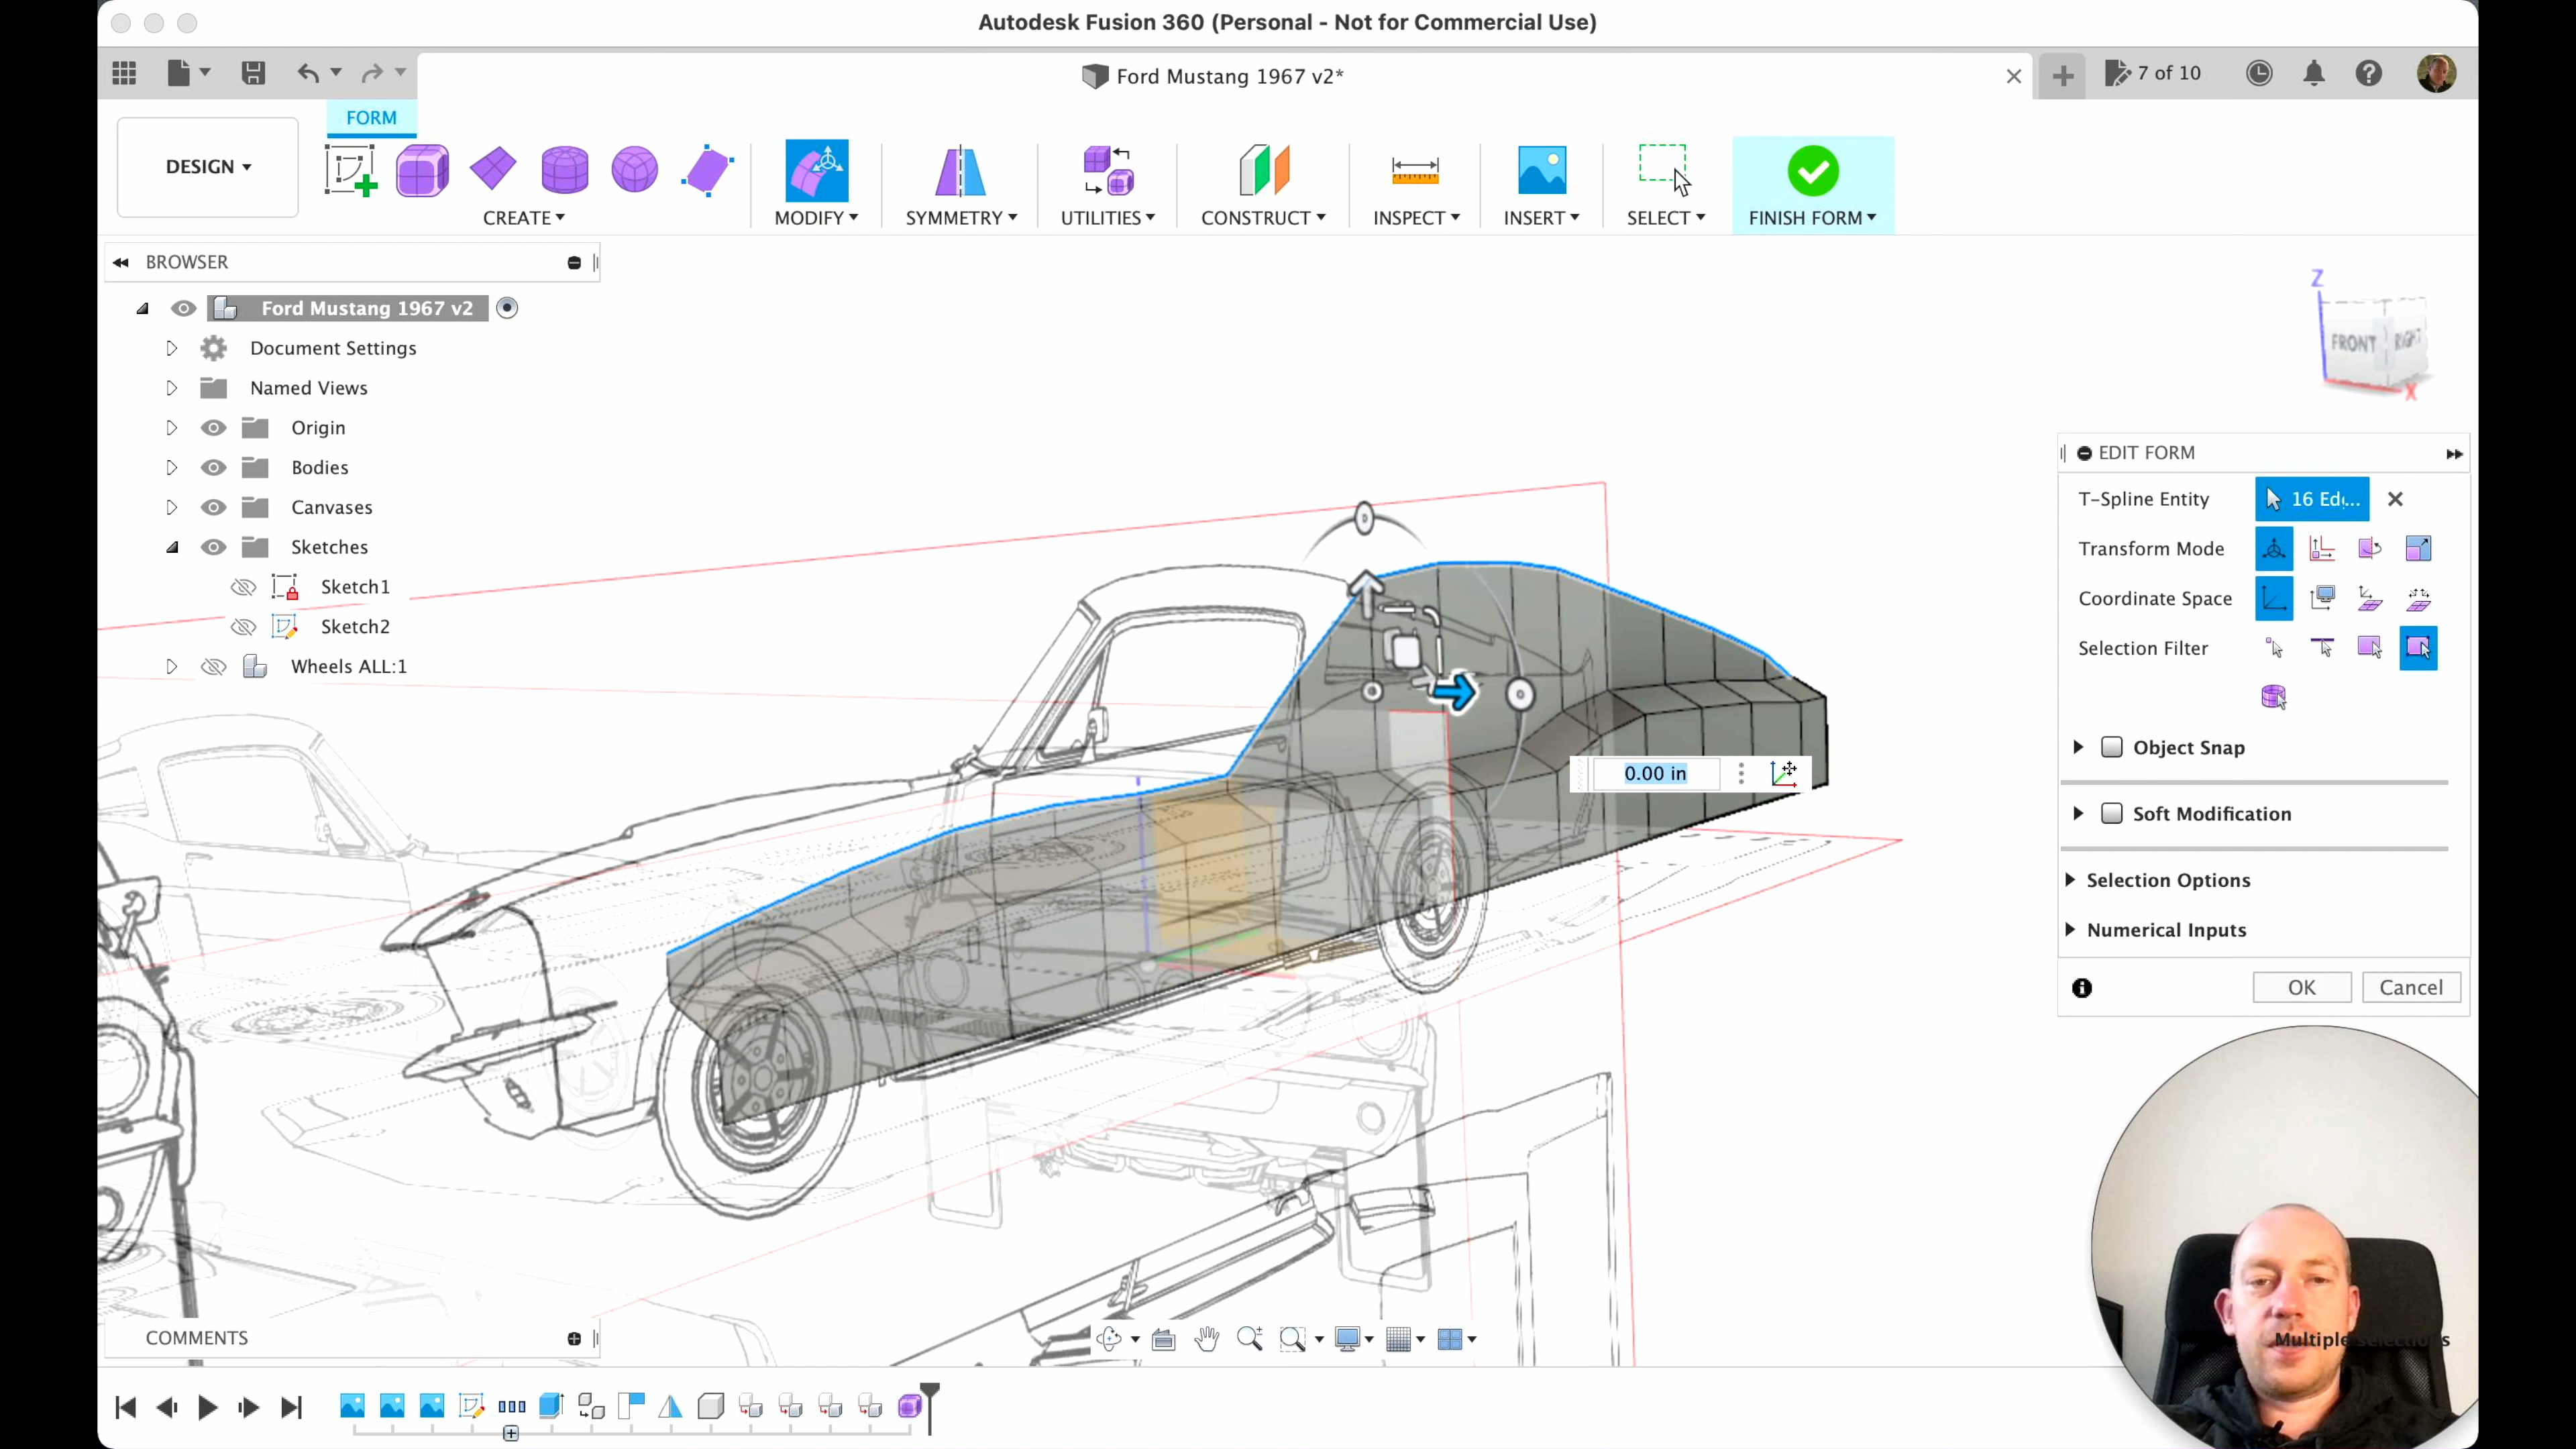 Autodesk Fusion 360 (Personal - Not for Commercial Use)
Ford Mustang 1967 v2*
7 of 10
FORM
DESIGN
CREATE
MODIFY
SYMMETRY
UTILITIES
CONSTRUCT
INSPECT
INSERT
SELECT
FINISH FORM
BROWSER
Ford Mustang 1967 v2
Document Settings
Named Views
Origin
Bodies
Canvases
Sketches
Sketch1
Sketch2
Wheels ALL:1
Z
FRONT
RIGHT
X
EDIT FORM
T-Spline Entity
16 Ed...
Transform Mode
Coordinate Space
Selection Filter
Object Snap
Soft Modification
Selection Options
Numerical Inputs
OK
Cancel
0.00 in
Multiple selections
COMMENTS